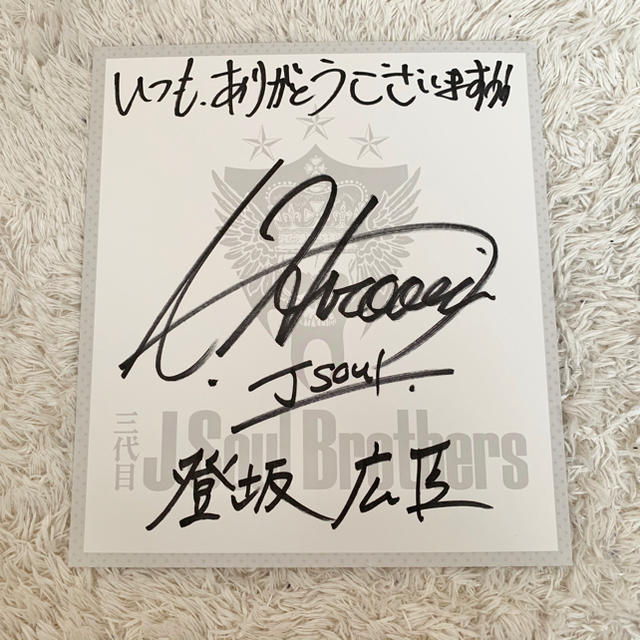 いつも、ありがとうございます!!!
Hiroomi
J soul.
三代目
J Soul Brothers
登坂 広臣